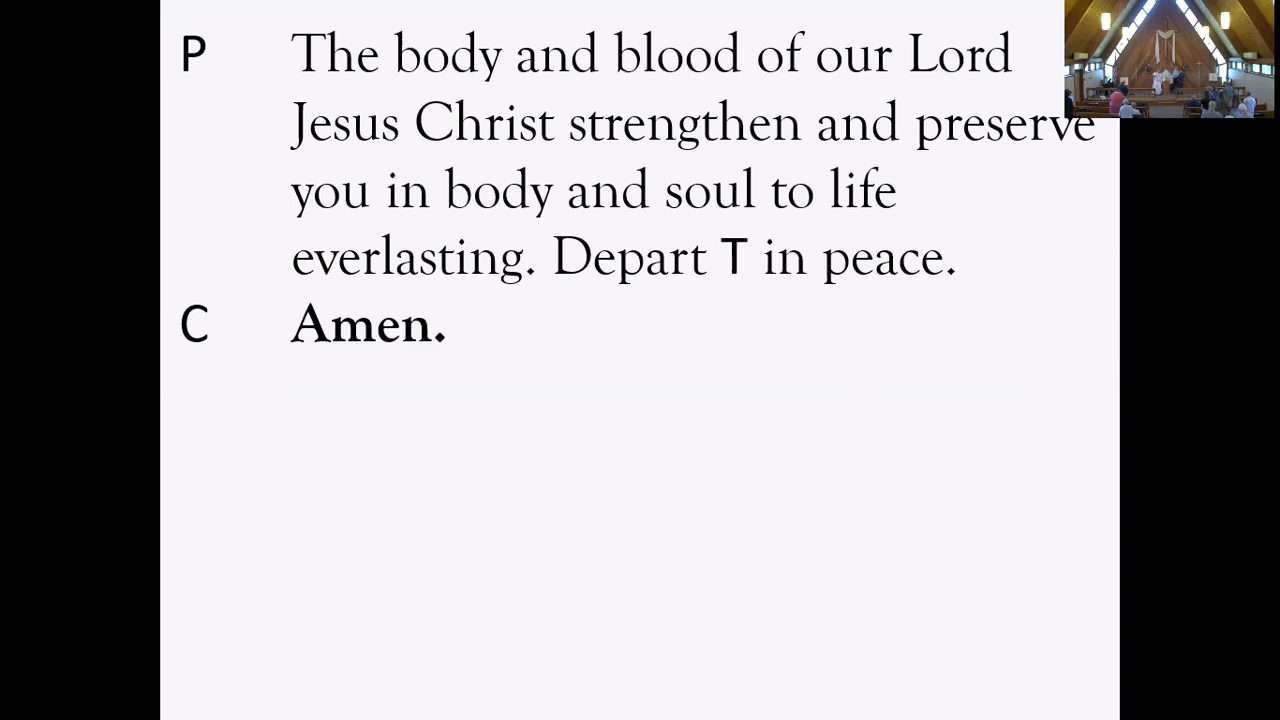 P The body and blood of our Lord
Jesus Christ strengthen and preserve
you in body and soul to life
everlasting. Depart T in peace.
C Amen.